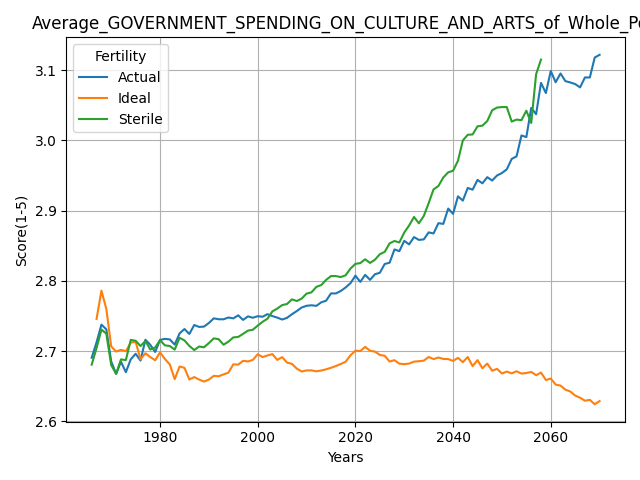 Average_GOVERNMENT_SPENDING_ON_CULTURE_AND_ARTS_of_Whole_Po
Fertility
Actual
Ideal
Sterile
3.1
3.0
2.9
2.8
2.7
2.6
Score(1-5)
1980 2000 2020 2040 2060
Years